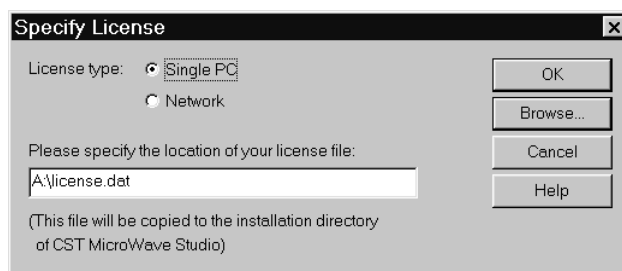 Specify License
License type:
Single PC
Network
OK
Browse...
Cancel
Help
Please specify the location of your license file:
A:\license.dat
(This file will be copied to the installation directory
of CST MicroWave Studio)